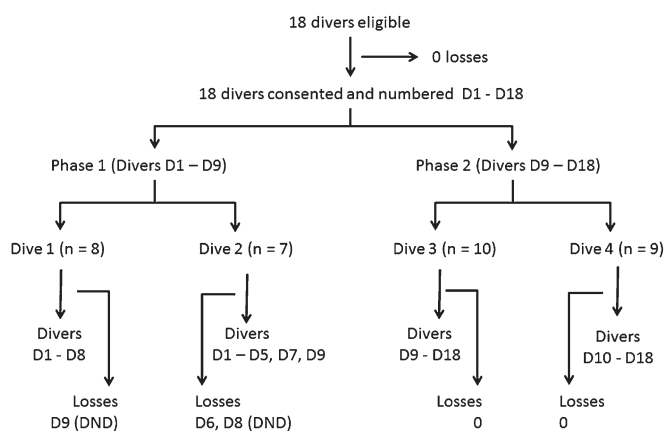 18 divers eligible
0 losses
18 divers consented and numbered D1 - D18
Phase 1 (Divers D1 – D9)
Phase 2 (Divers D9 – D18)
Dive 1 (n = 8)
Dive 2 (n = 7)
Dive 3 (n = 10)
Dive 4 (n = 9)
Divers
D1 - D8
Divers
D1 – D5, D7, D9
Divers
D9 - D18
Divers
D10 - D18
Losses
D9 (DND)
Losses
D6, D8 (DND)
Losses
0
Losses
0